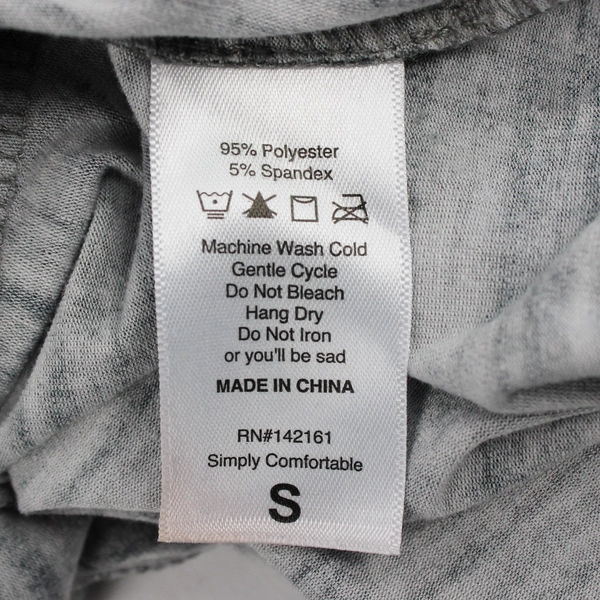 95% Polyester
5% Spandex
Machine Wash Cold
Gentle Cycle
Do Not Bleach
Hang Dry
Do Not Iron
or you'll be sad
MADE IN CHINA
RN#142161
Simply Comfortable
S